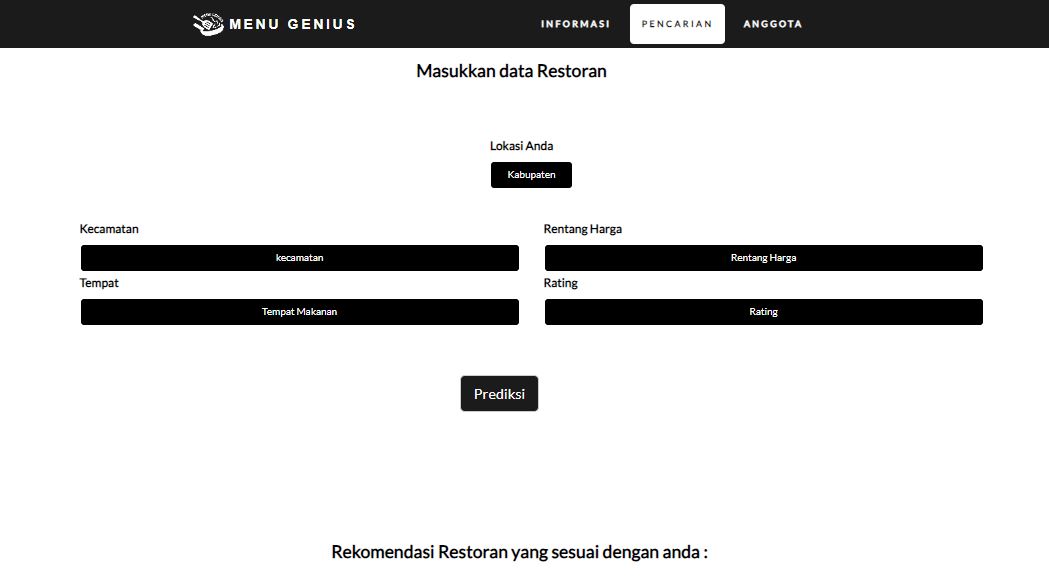 MENU GENIUS
INFORMASI
PENCARIAN
ANGGOTA
Masukkan data Restoran
Lokasi Anda
Kabupaten
Kecamatan
Rentang Harga
kecamatan
Rentang Harga
Tempat
Rating
Tempat Makanan
Rating
Prediksi
Rekomendasi Restoran yang sesuai dengan anda :